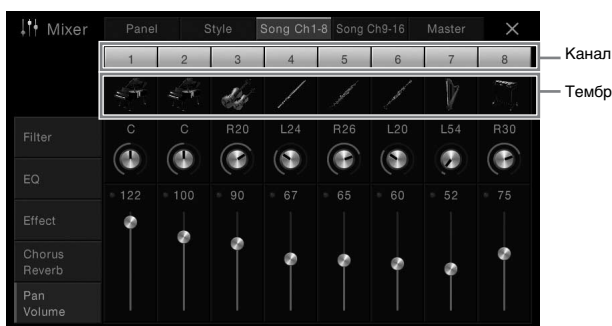 Mixer Panel Style Song Ch1-8 Song Ch9-16 Master
1 2 3 4 5 6 7 8 Канал
Тембр
Filter C C R20 L24 R26 L20 L54 R30
EQ
122 100 90 67 65 60 52 75
Effect
Chorus
Reverb
Pan
Volume